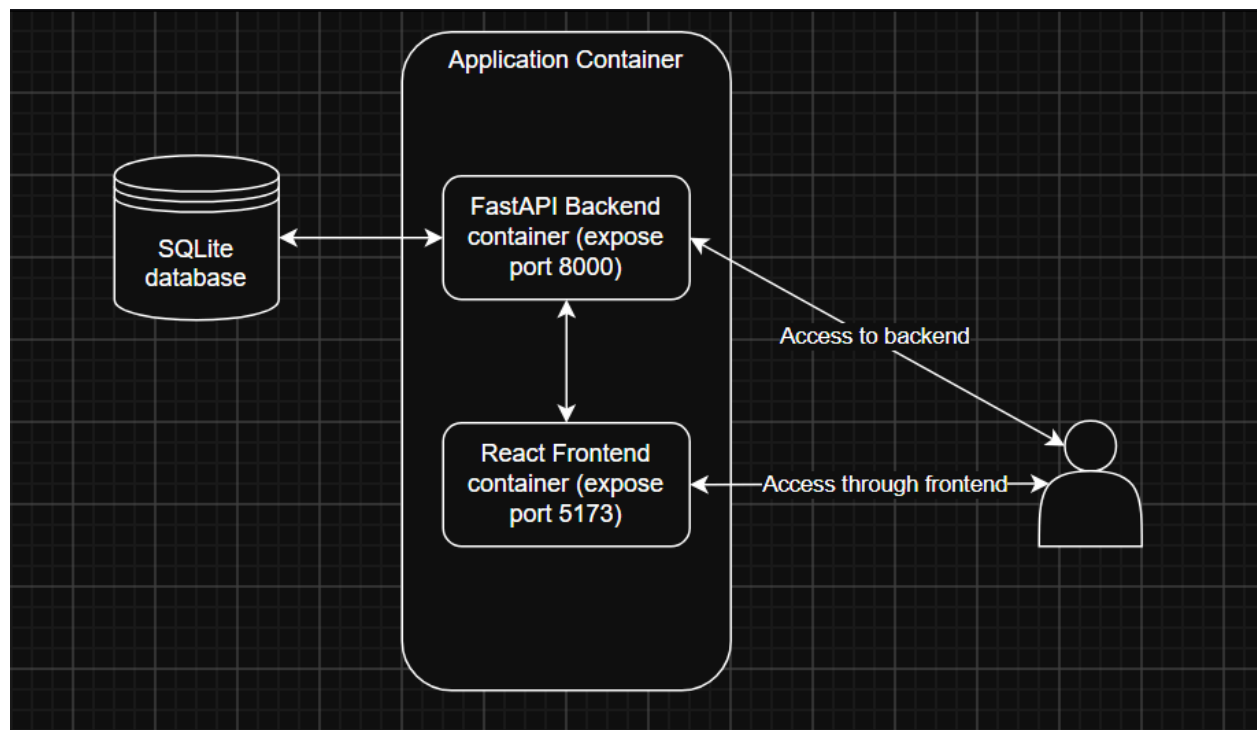 Application Container
SQLite
database
FastAPI Backend
container (expose
port 8000)
Access to backend
React Frontend
container (expose
port 5173)
Access through frontend